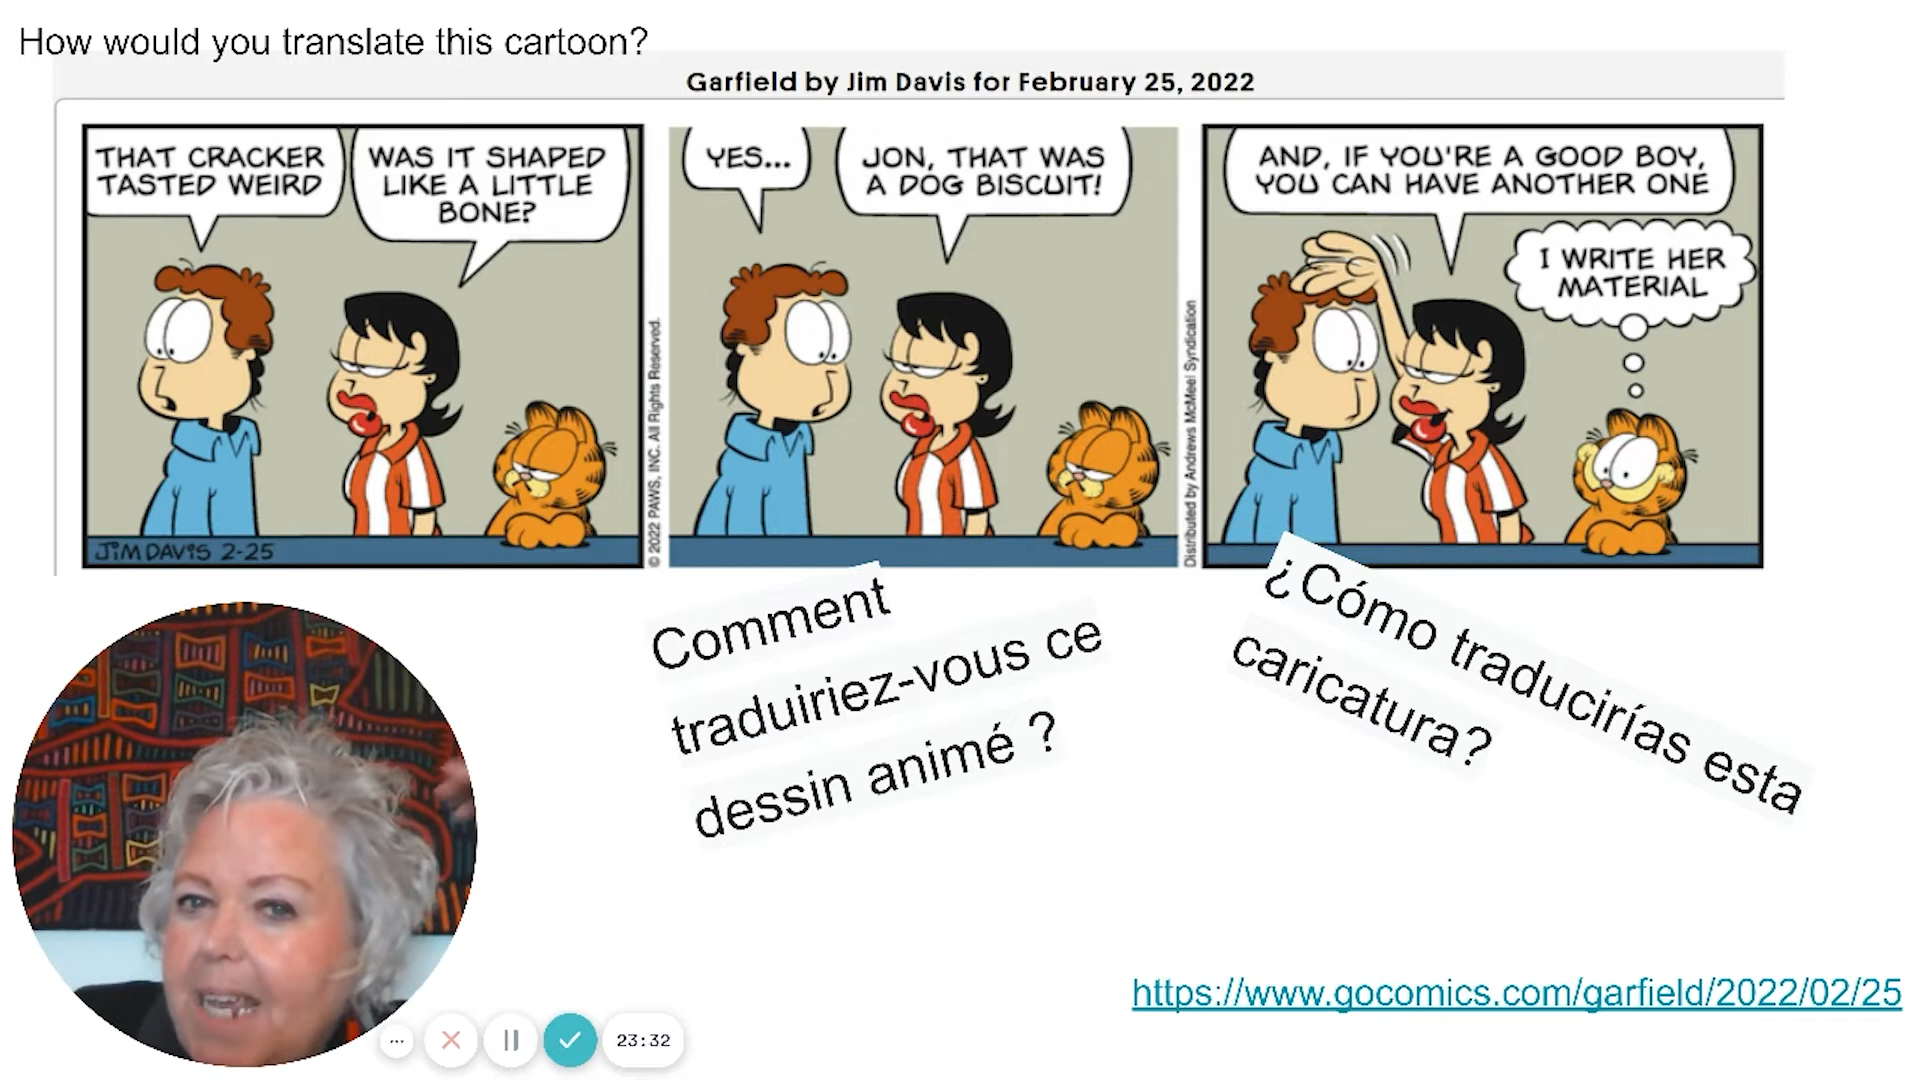 How would you translate this cartoon?
Garfield by Jim Davis for February 25, 2022
THAT CRACKER
TASTED WEIRD
WAS IT SHAPED
LIKE A LITTLE
BONE?
JIM DAVIS 2-25
© 2022 PAWS, INC. All Rights Reserved.
YES...
JON, THAT WAS
A DOG BISCUIT!
Distributed by Andrews McMeel Syndication
AND, IF YOU'RE A GOOD BOY,
YOU CAN HAVE ANOTHER ONE
I WRITE HER
MATERIAL
Comment
traduiriez-vous ce
dessin animé ?
¿Cómo traducirías esta
caricatura?
https://www.gocomics.com/garfield/2022/02/25
23:32